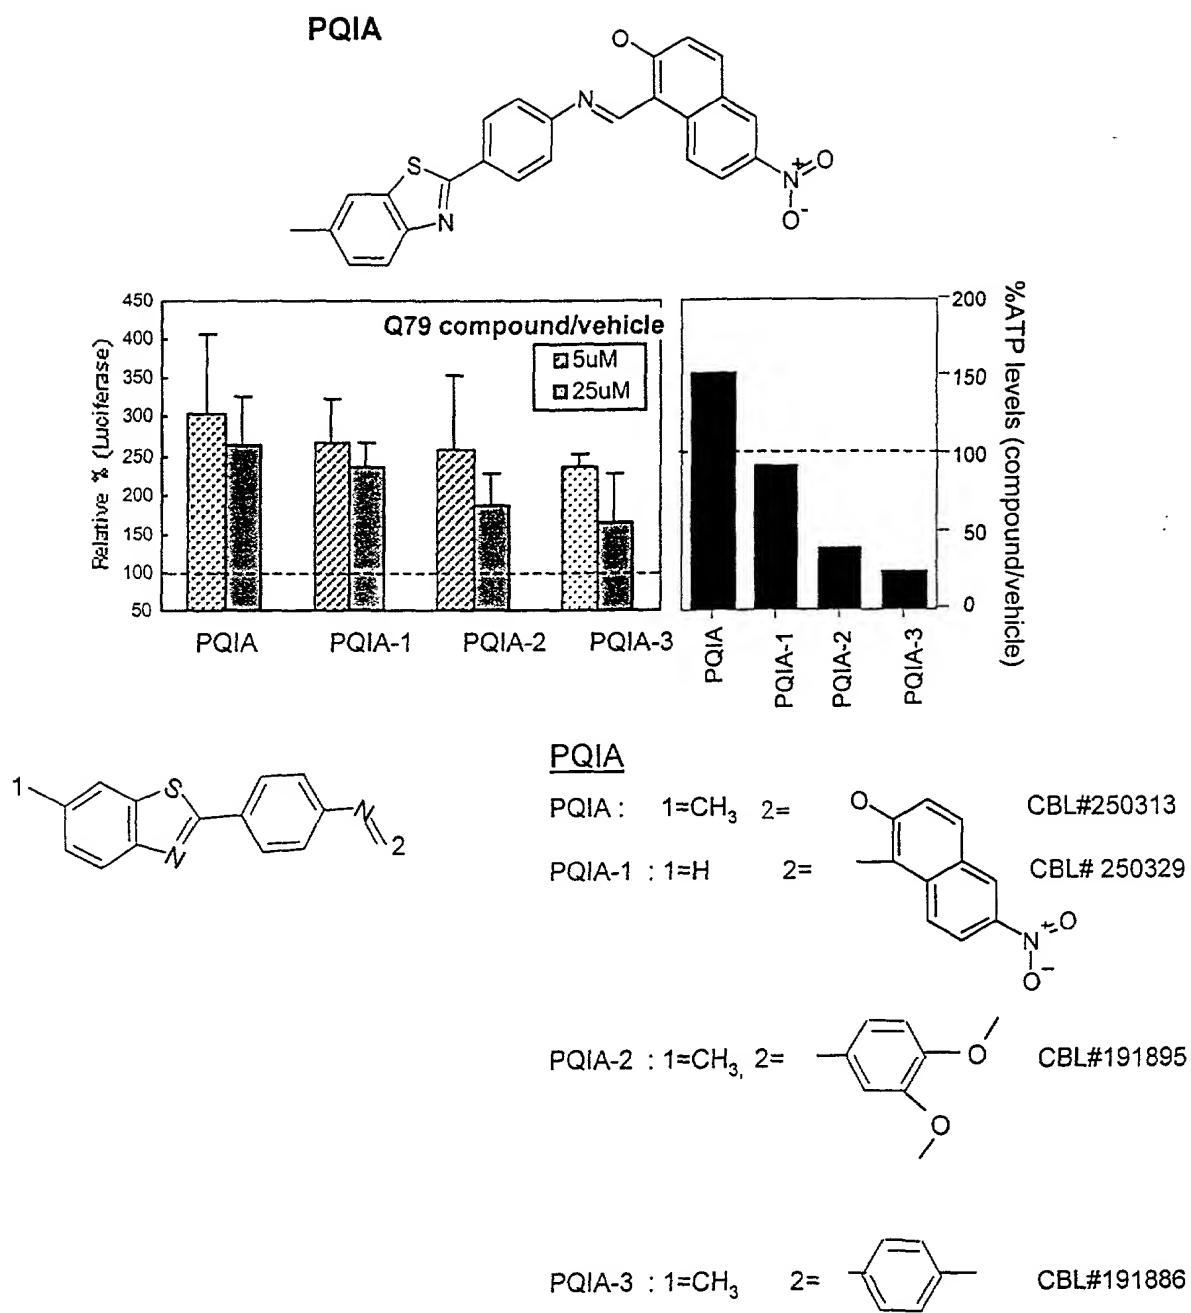 PQIA
O
N
S
N
N
+
O
O
-
450
400
350
300
250
200
150
100
50
Relative % (Luciferase)
Q79 compound/vehicle
5uM
25uM
PQIA
PQIA-1
PQIA-2
PQIA-3
200
150
100
50
0
%ATP levels (compound/vehicle)
PQIA
PQIA-1
PQIA-2
PQIA-3
1
S
N
N
2
PQIA
PQIA : 1=CH3 2= O CBL#250313
PQIA-1 : 1=H 2= CBL# 250329
N
+
O
O
-
PQIA-2 : 1=CH3, 2= O CBL#191895
O
PQIA-3 : 1=CH3 2= CBL#191886